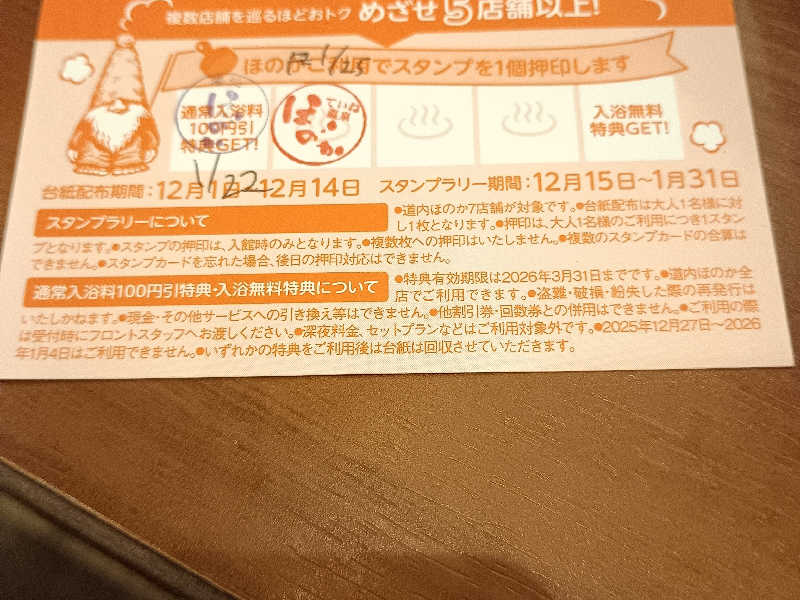 複数店舗を巡るほどおトク めざせ5店舗以上!
ほのかご利用でスタンプを1個押印します
1/25
通常入浴料
100円引
特典GET!
ていね
温泉
ほのか
入浴無料
特典GET!
1/22
台紙配布期間:12月1日〜12月14日 スタンプラリー期間:12月15日〜1月31日
スタンプラリーについて
●道内ほのか7店舗が対象です。●台紙配布は大人1名様に対
し1枚となります。●押印は、大人1名様のご利用につき1スタン
プとなります。●スタンプの押印は、入館時のみとなります。●複数枚への押印はいたしません。●複数のスタンプカードの合算は
できません。●スタンプカードを忘れた場合、後日の押印対応はできません。
通常入浴料100円引特典・入浴無料特典について
●特典有効期限は2026年3月31日までです。●道内ほのか全
店でご利用できます。●盗難・破損・紛失した際の再発行は
いたしかねます。●現金・その他サービスへの引き換え等はできません。●他割引券・回数券との併用はできません。●ご利用の際
は受付時にフロントスタッフへお渡しください。●深夜料金、セットプランなどはご利用対象外です。●2025年12月27日〜2026
年1月4日はご利用できません。●いずれかの特典をご利用後は台紙は回収させていただきます。